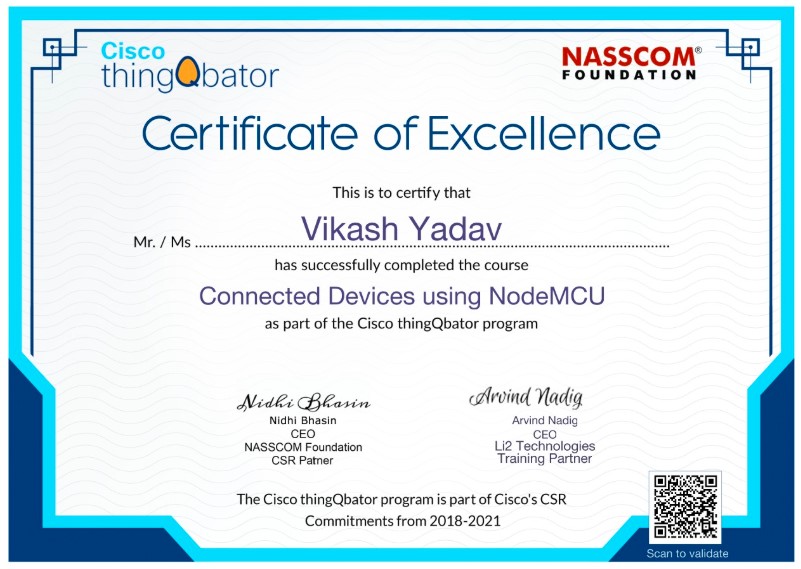 Cisco
thingQbator
NASSCOM®
FOUNDATION
Certificate of Excellence
This is to certify that
Mr. / Ms Vikash Yadav
has successfully completed the course
Connected Devices using NodeMCU
as part of the Cisco thingQbator program
Nidhi Bhasin
Nidhi Bhasin
CEO
NASSCOM Foundation
CSR Partner
Arvind Nadig
Arvind Nadig
CEO
Li2 Technologies
Training Partner
The Cisco thingQbator program is part of Cisco's CSR
Commitments from 2018-2021
Scan to validate